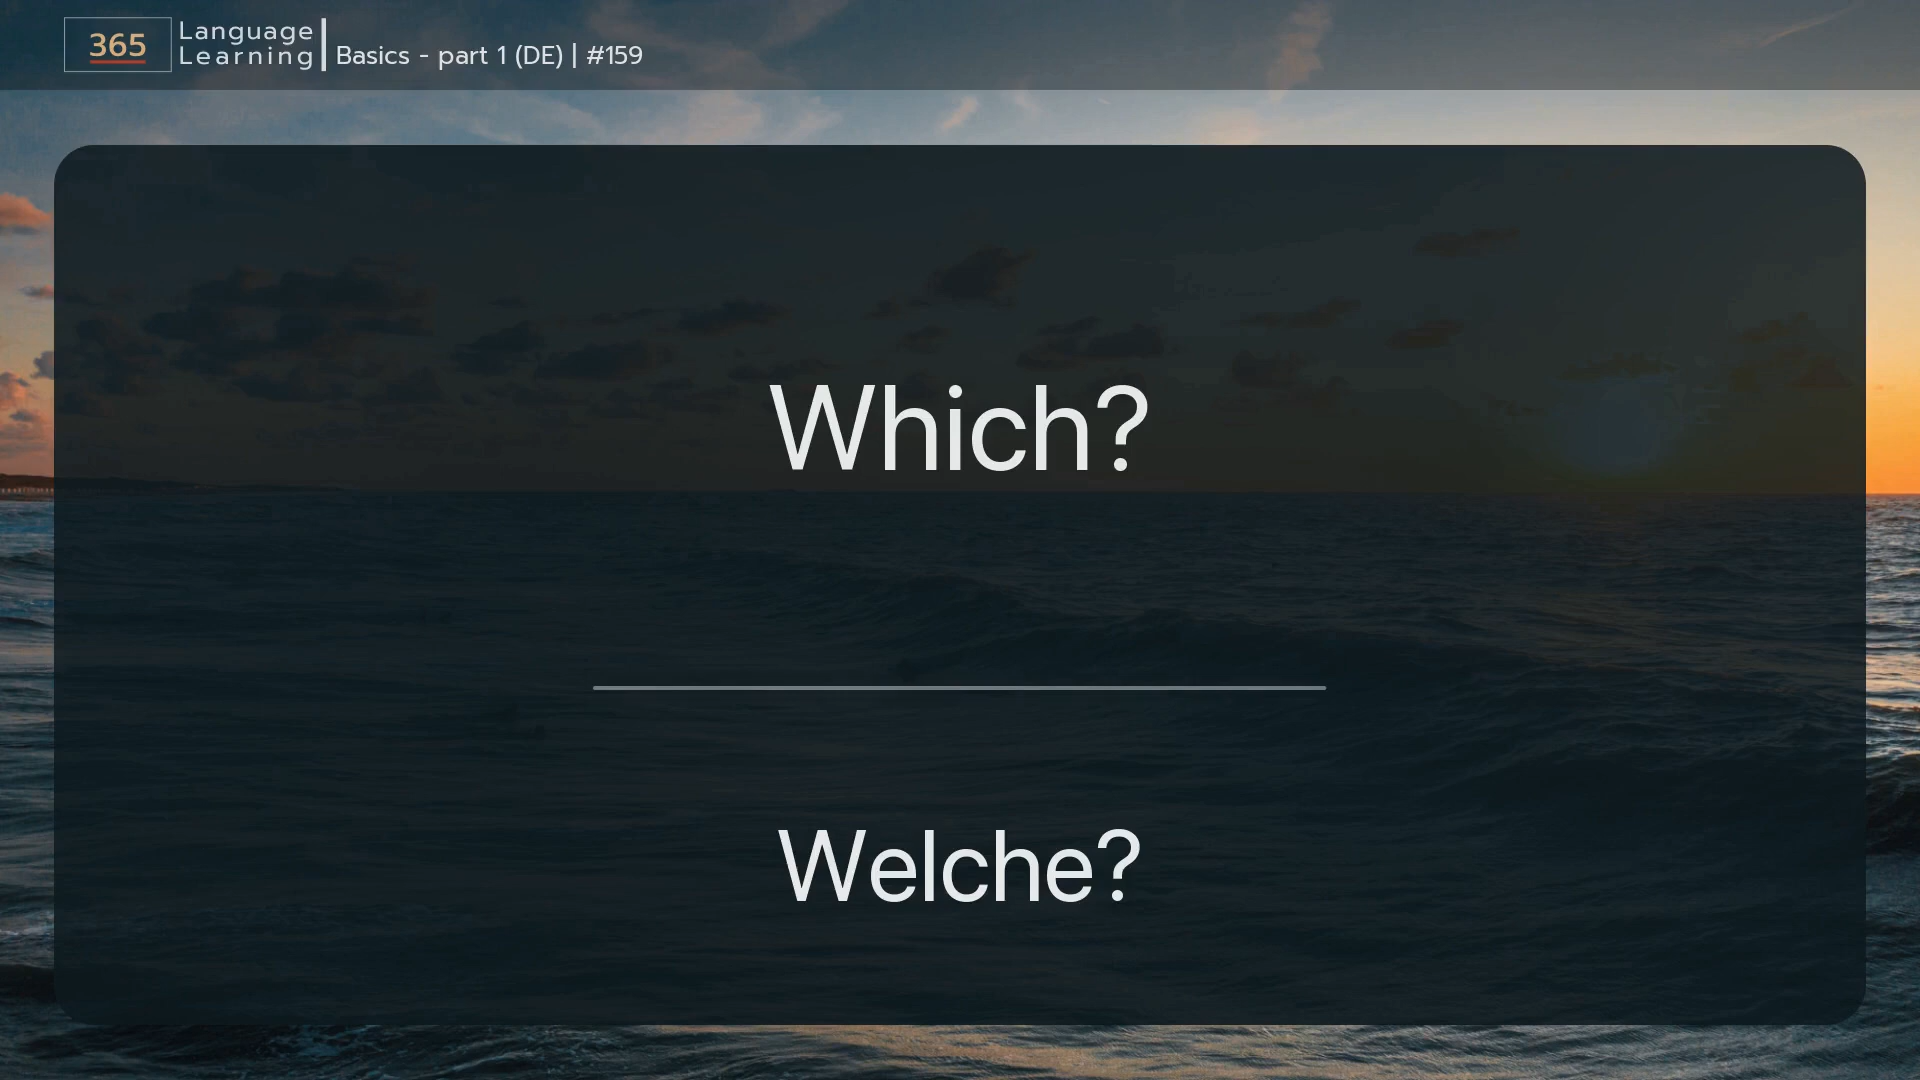 365
Language
Learning
Basics - part 1 (DE) | #159
Which?
Welche?